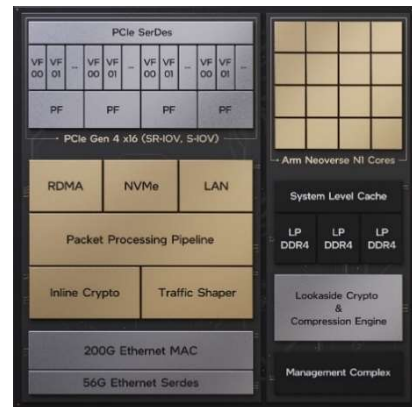 PCIe SerDes
VF 00 VF 01 ... VF 00 VF 01 ... VF 00 VF 01 ... VF 00 VF 01 ...
PF PF PF PF
PCIe Gen 4 x16 (SR-IOV, S-IOV)
RDMA NVMe LAN
Packet Processing Pipeline
Inline Crypto Traffic Shaper
200G Ethernet MAC
56G Ethernet Serdes
Arm Neoverse N1 Cores
System Level Cache
LP LP LP
DDR4 DDR4 DDR4
Lookaside Crypto
&
Compression Engine
Management Complex